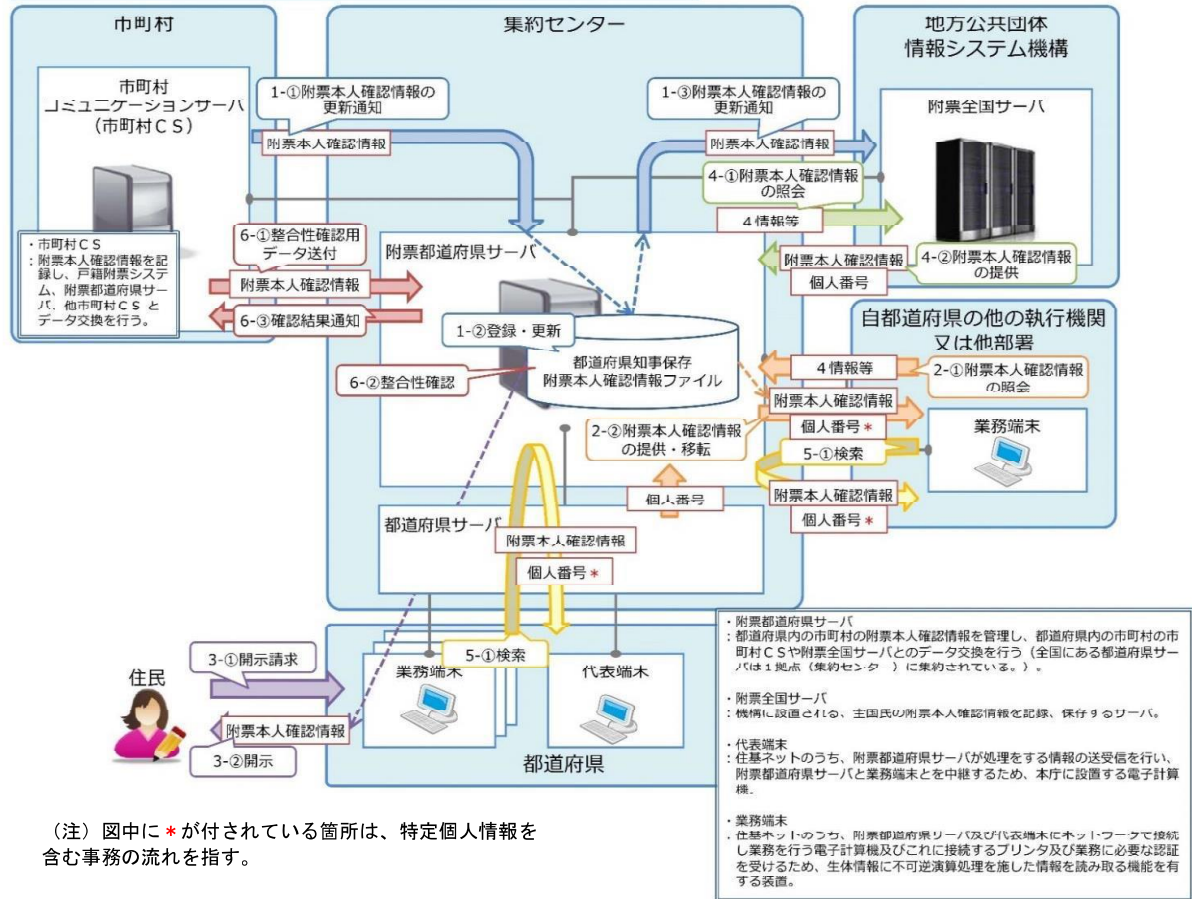 市町村
集約センター
地方公共団体
情報システム機構
市町村
コミュニケーションサーバ
(市町村CS)
1-①附票本人確認情報の
更新通知
附票本人確認情報
1-③附票本人確認情報の
更新通知
附票本人確認情報
附票全国サーバ
4-①附票本人確認情報
の照会
4情報等
附票本人確認情報
個人番号
4-②附票本人確認情報
の提供
・市町村CS
:附票本人確認情報を記
録し、戸籍附票システ
ム、附票都道府県サー
バ、他市町村CSと
データ交換を行う。
6-①整合性確認用
データ送付
附票本人確認情報
6-③確認結果通知
附票都道府県サーバ
1-②登録・更新
6-②整合性確認
都道府県知事保存
附票本人確認情報ファイル
自都道府県の他の執行機関
又は他部署
4情報等
2-①附票本人確認情報
の照会
附票本人確認情報
個人番号*
2-②附票本人確認情報
の提供・移転
業務端末
5-①検索
附票本人確認情報
個人番号*
個人番号
都道府県サーバ
附票本人確認情報
個人番号*
5-①検索
業務端末
代表端末
都道府県
3-①開示請求
住民
附票本人確認情報
3-②開示
・附票都道府県サーバ
:都道府県内の市町村の附票本人確認情報を管理し、都道府県内の市町村の市
町村CSや附票全国サーバとのデータ交換を行う(全国にある都道府県サー
バは1拠点(集約センター)に集約されている。)。
・附票全国サーバ
:機構に設置される、全国民の附票本人確認情報を記録、保存するサーバ。
・代表端末
:住基ネットのうち、附票都道府県サーバが処理をする情報の送受信を行い、
附票都道府県サーバと業務端末とを中継するため、本庁に設置する電子計算
機。
・業務端末
:住基ネットのうち、附票都道府県サーバ及び代表端末にネットワークで接続
し業務を行う電子計算機及びこれに接続するプリンタ及び業務に必要な認証
を受けるため、生体情報に不可逆演算処理を施した情報を読み取る機能を有
する装置。
(注)図中に*が付されている箇所は、特定個人情報を
含む事務の流れを指す。